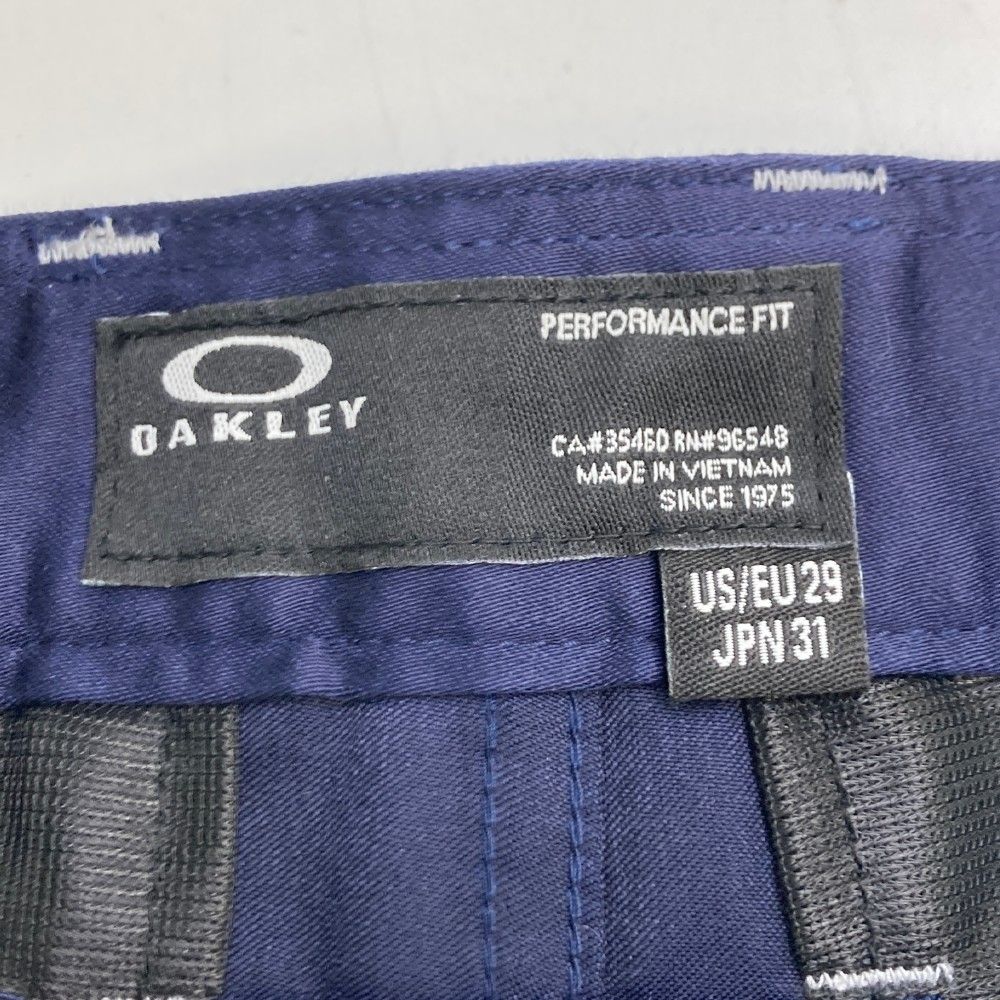 OAKLEY
PERFORMANCE FIT
CA#35460 RN#96548
MADE IN VIETNAM
SINCE 1975
US/EU 29
JPN 31